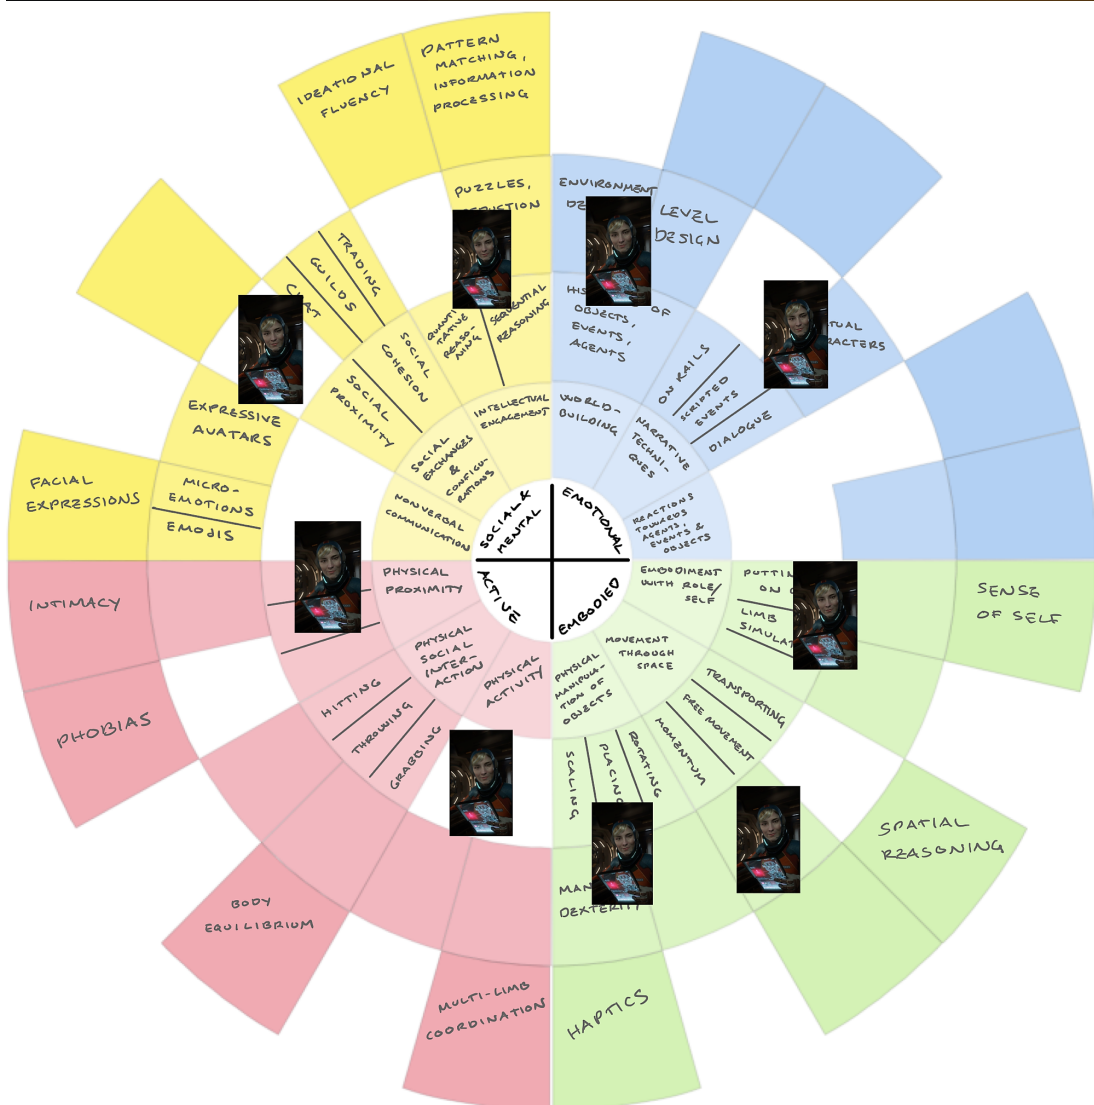 PATTERN
MATCHING,
INFORMATION
PROCESSING
IDEATIONAL
FLUENCY
PUZZLES,
TRADING
GUILDS
SOCIAL
COHESION
SOCIAL
PROXIMITY
TATIVE
REASO-
NING
SEQUENTIAL
REASONING
EXPRESSIVE
AVATARS
INTELLECTUAL
ENGAGEMENT
SOCIAL
EXCHANGES
&
CONFIGU-
RATIONS
NONVERBAL
COMMUNICATION
FACIAL
EXPRESSIONS
MICRO-
EMOTIONS
EMOJIS
SOCIAL &
MENTAL
ENVIRONMENT
LEVEL
DESIGN
OF
OBJECTS,
EVENTS,
AGENTS
ON RAILS
SCRIPTED
EVENTS
DIALOGUE
WORLD-
BUILDING
NARRATIVE
TECHNI-
QUES
REACTIONS
TOWARDS
AGENTS,
EVENTS &
OBJECTS
EMOTIONAL
ACTIVE
PHYSICAL
PROXIMITY
INTIMACY
PHOBIAS
PHYSICAL
SOCIAL
INTER-
ACTION
PHYSICAL
ACTIVITY
HITTING
THROWING
GRABBING
BODY
EQUILIBRIUM
MULTI-LIMB
COORDINATION
EMBODIED
EMBODIMENT
WITH ROLE/
SELF
LIMB
SENSE
OF SELF
MOVEMENT
THROUGH
SPACE
PHYSICAL
MANIPULA-
TION OF
OBJECTS
TRANSPORTING
FREE MOVEMENT
MOMENTUM
ROTATING
PLACING
SCALING
SPATIAL
REASONING
DEXTERITY
HAPTICS